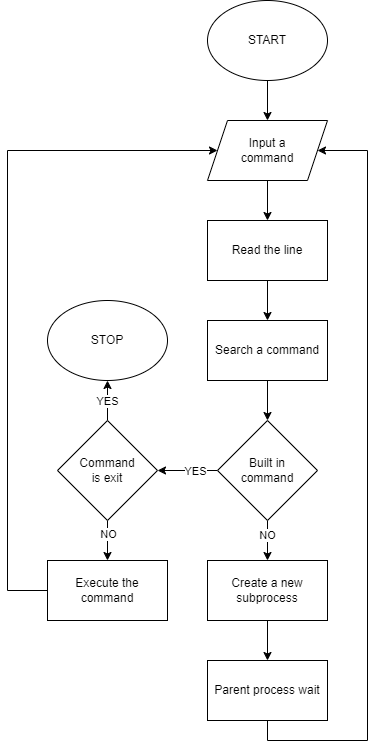 START
Input a
command
Read the line
Search a command
STOP
YES
Command
is exit
YES
Built in
command
NO
NO
Execute the
command
Create a new
subprocess
Parent process wait